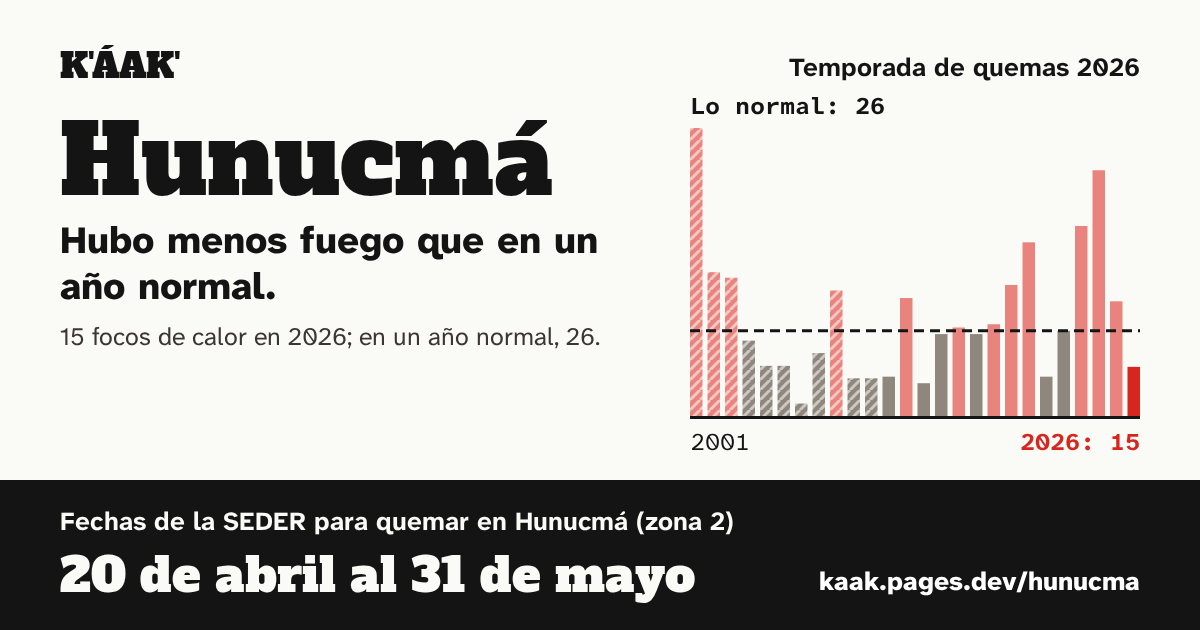 K'ÁAK'
Hunucmá
Hubo menos fuego que en un
año normal.
15 focos de calor en 2026; en un año normal, 26.
Temporada de quemas 2026
Lo normal: 26
2001
2026: 15
Fechas de la SEDER para quemar en Hunucmá (zona 2)
20 de abril al 31 de mayo
kaak.pages.dev/hunucma